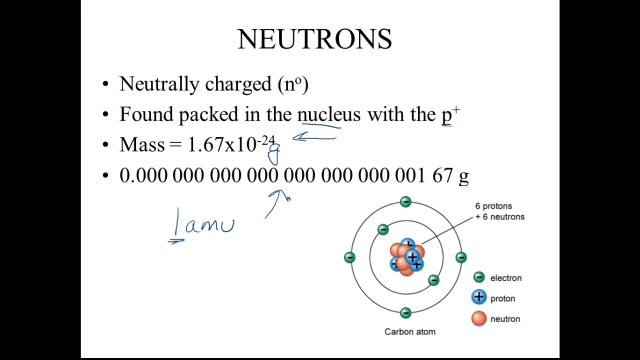 NEUTRONS
• Neutrally charged (nº)
• Found packed in the nucleus with the p⁺
• Mass = 1.67x10⁻²⁴ g
• 0.000 000 000 000 000 000 000 001 67 g
1 amu
6 protons
+ 6 neutrons
electron
proton
neutron
Carbon atom